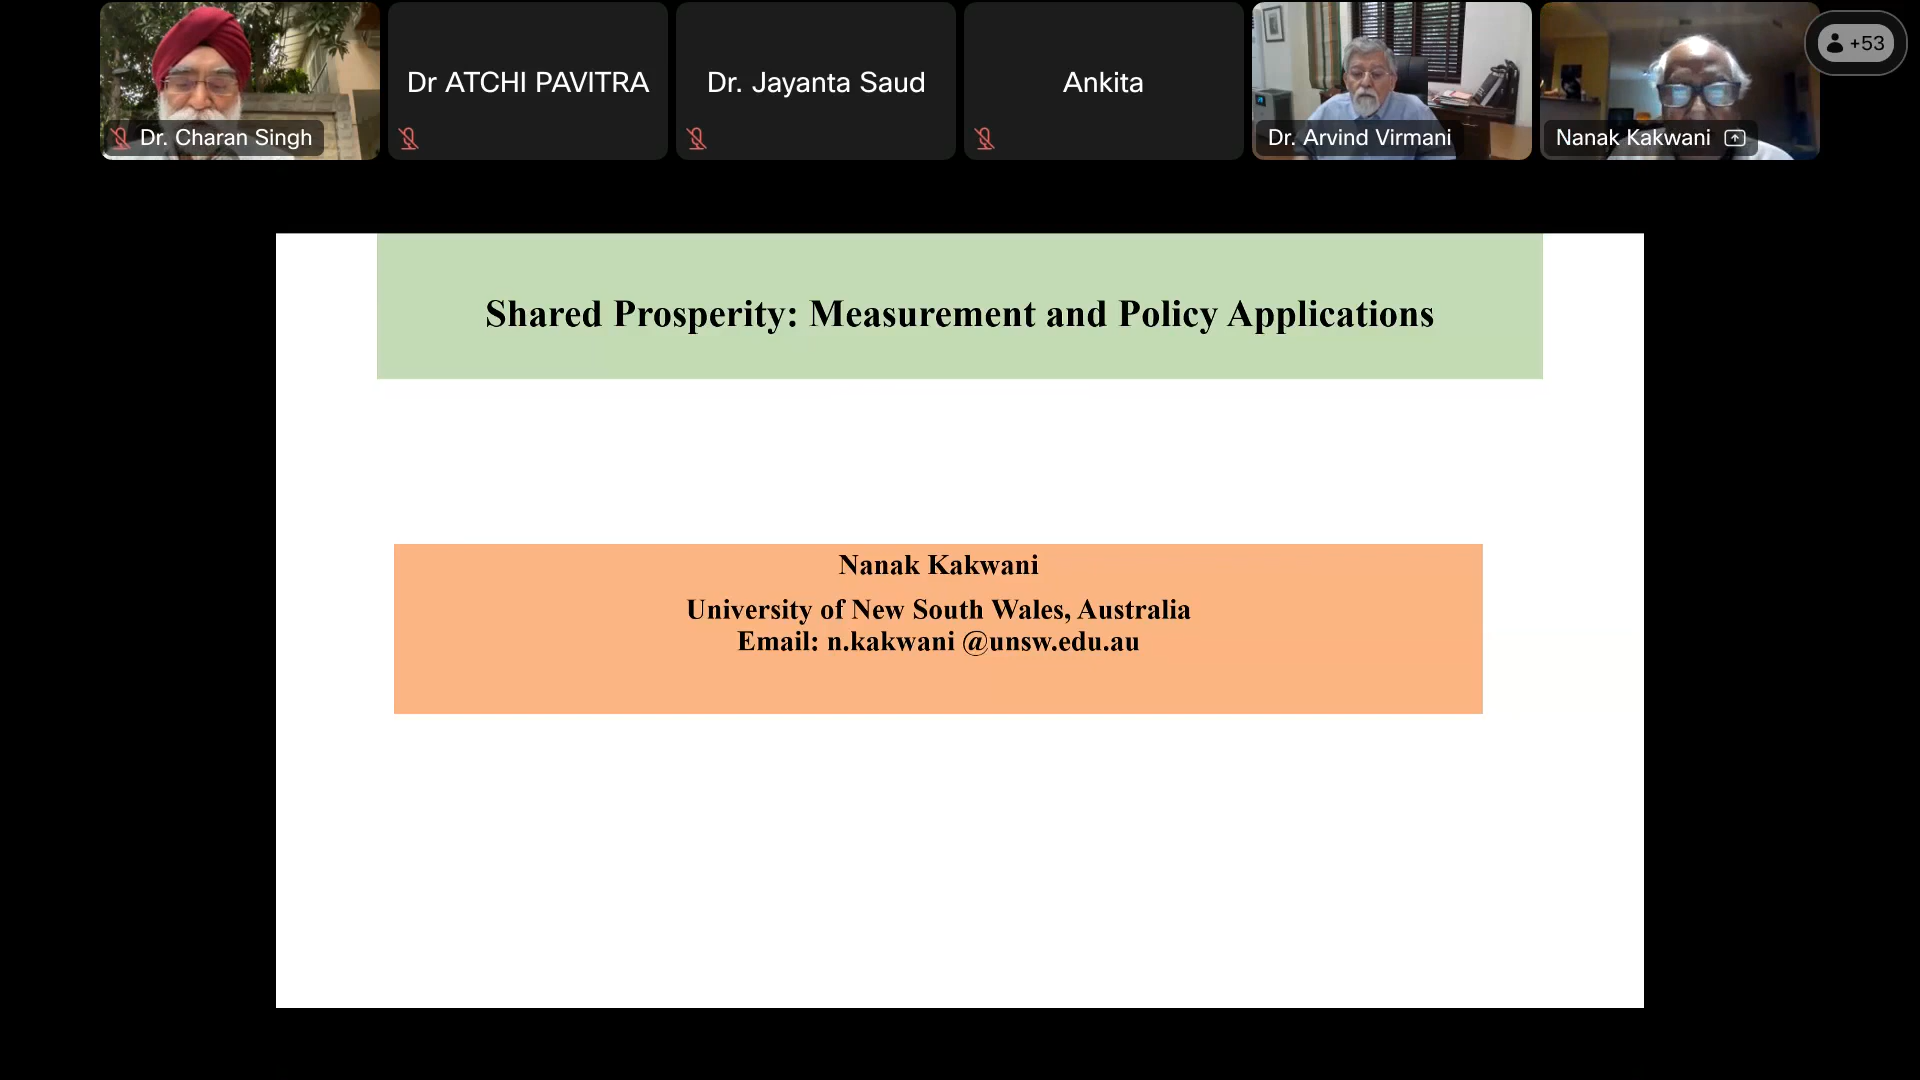 Dr. Charan Singh
Dr ATCHI PAVITRA
Dr. Jayanta Saud
Ankita
Dr. Arvind Virmani
Nanak Kakwani
+53
Shared Prosperity: Measurement and Policy Applications
Nanak Kakwani
University of New South Wales, Australia
Email: n.kakwani @unsw.edu.au